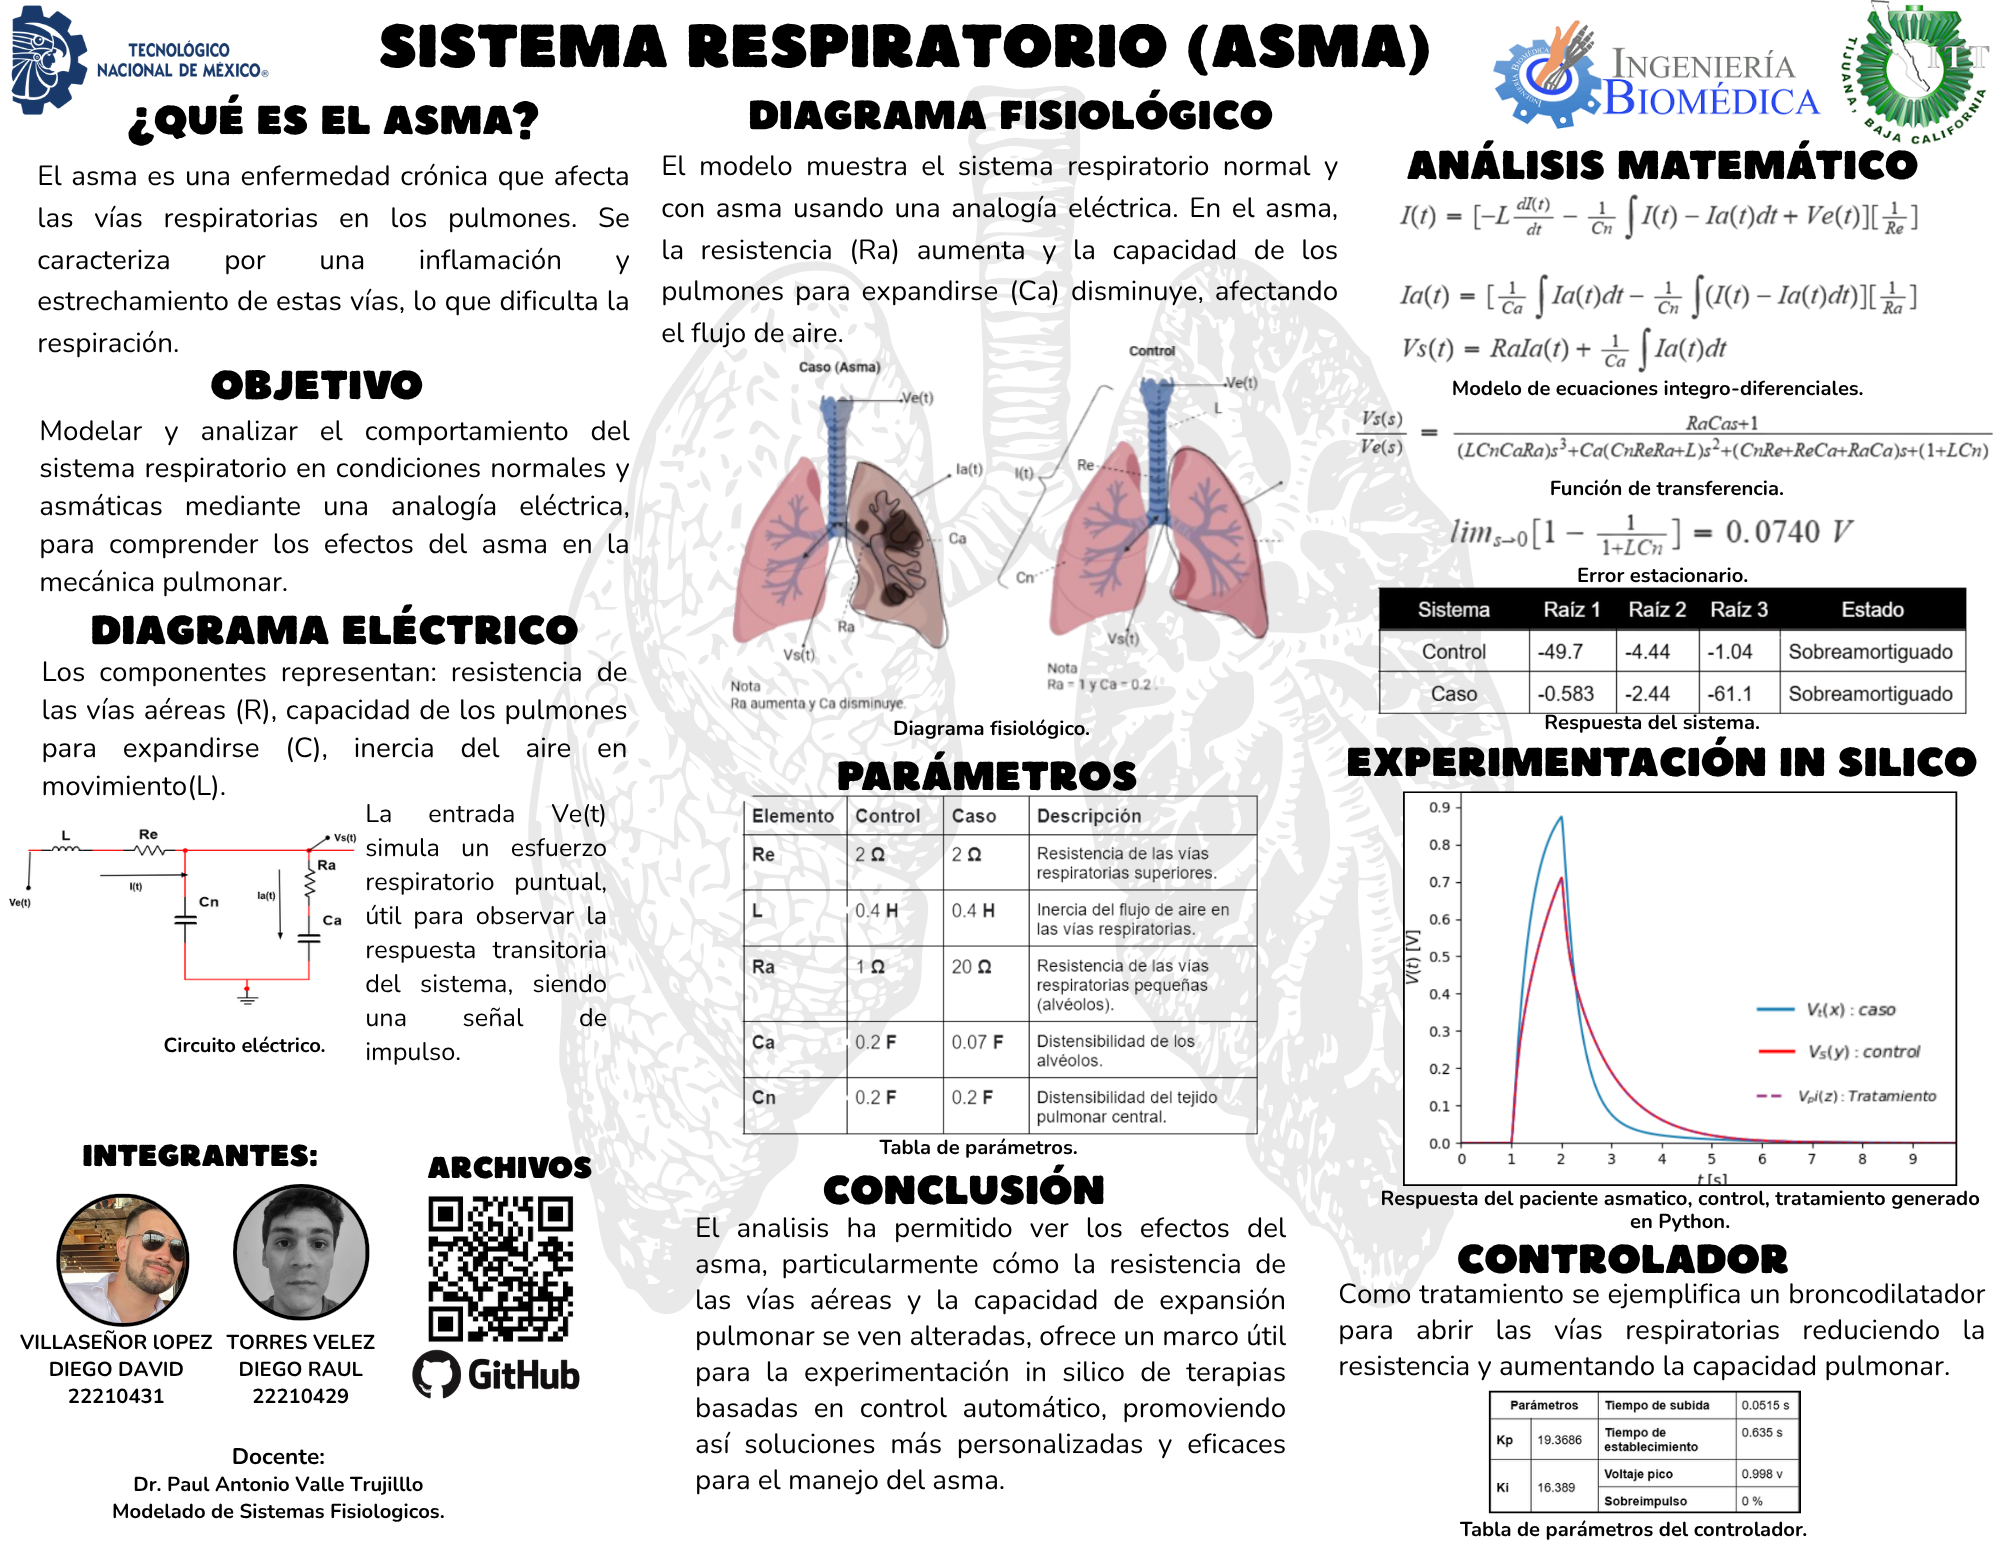 TECNOLÓGICO
NACIONAL DE MÉXICO®
SISTEMA RESPIRATORIO (ASMA)
INGENIERÍA BIOMÉDICA
INGENIERÍA
BIOMÉDICA
ITT
TIJUANA, BAJA CALIFORNIA
¿QUÉ ES EL ASMA?
El asma es una enfermedad crónica que afecta
las vías respiratorias en los pulmones. Se
caracteriza por una inflamación y
estrechamiento de estas vías, lo que dificulta la
respiración.
OBJETIVO
Modelar y analizar el comportamiento del
sistema respiratorio en condiciones normales y
asmáticas mediante una analogía eléctrica,
para comprender los efectos del asma en la
mecánica pulmonar.
DIAGRAMA ELÉCTRICO
Los componentes representan: resistencia de
las vías aéreas (R), capacidad de los pulmones
para expandirse (C), inercia del aire en
movimiento(L).
La entrada Ve(t)
simula un esfuerzo
respiratorio puntual,
útil para observar la
respuesta transitoria
del sistema, siendo
una señal de
impulso.
L
Re
Vs(t)
Ra
I(t)
Ia(t)
Cn
Ca
Ve(t)
Circuito eléctrico.
INTEGRANTES:
VILLASEÑOR lOPEZ
DIEGO DAVID
22210431
TORRES VELEZ
DIEGO RAUL
22210429
ARCHIVOS
GitHub
Docente:
Dr. Paul Antonio Valle Trujilllo
Modelado de Sistemas Fisiologicos.
DIAGRAMA FISIOLÓGICO
El modelo muestra el sistema respiratorio normal y
con asma usando una analogía eléctrica. En el asma,
la resistencia (Ra) aumenta y la capacidad de los
pulmones para expandirse (Ca) disminuye, afectando
el flujo de aire.
Caso (Asma)
Ve(t)
Ia(t)
Ca
Ra
Vs(t)
Nota
Ra aumenta y Ca disminuye.
Control
Ve(t)
L
Re
I(t)
Cn
Vs(t)
Nota
Ra = 1 y Ca = 0.2.
Diagrama fisiológico.
PARÁMETROS
Elemento Control Caso Descripción
Re 2 Ω 2 Ω Resistencia de las vías
respiratorias superiores.
L 0.4 H 0.4 H Inercia del flujo de aire en
las vías respiratorias.
Ra 1 Ω 20 Ω Resistencia de las vías
respiratorias pequeñas
(alvéolos).
Ca 0.2 F 0.07 F Distensibilidad de los
alvéolos.
Cn 0.2 F 0.2 F Distensibilidad del tejido
pulmonar central.
Tabla de parámetros.
CONCLUSIÓN
El analisis ha permitido ver los efectos del
asma, particularmente cómo la resistencia de
las vías aéreas y la capacidad de expansión
pulmonar se ven alteradas, ofrece un marco útil
para la experimentación in silico de terapias
basadas en control automático, promoviendo
así soluciones más personalizadas y eficaces
para el manejo del asma.
ANÁLISIS MATEMÁTICO
I(t) = [-L dI(t)/dt - 1/Cn ∫ I(t) - Ia(t)dt + Ve(t)][1/Re]
Ia(t) = [1/Ca ∫ Ia(t)dt - 1/Cn ∫(I(t) - Ia(t)dt)][1/Ra]
Vs(t) = RaIa(t) + 1/Ca ∫ Ia(t)dt
Modelo de ecuaciones integro-diferenciales.
Vs(s)/Ve(s) = RaCas+1/(LCnCaRa)s³+Ca(CnReRa+L)s²+(CnRe+ReCa+RaCa)s+(1+LCn)
Función de transferencia.
lim s→0 [1 - 1/1+LCn] = 0.0740 V
Error estacionario.
Sistema Raíz 1 Raíz 2 Raíz 3 Estado
Control -49.7 -4.44 -1.04 Sobreamortiguado
Caso -0.583 -2.44 -61.1 Sobreamortiguado
Respuesta del sistema.
EXPERIMENTACIÓN IN SILICO
V(t) [V]
0.9
0.8
0.7
0.6
0.5
0.4
0.3
0.2
0.1
0.0
0 1 2 3 4 5 6 7 8 9
t [s]
Vt(x) : caso
Vs(y) : control
Vpi(z) : Tratamiento
Respuesta del paciente asmatico, control, tratamiento generado
en Python.
CONTROLADOR
Como tratamiento se ejemplifica un broncodilatador
para abrir las vías respiratorias reduciendo la
resistencia y aumentando la capacidad pulmonar.
Parámetros Tiempo de subida 0.0515 s
Kp 19.3686 Tiempo de
establecimiento 0.635 s
Ki 16.389 Voltaje pico 0.998 v
Sobreimpulso 0 %
Tabla de parámetros del controlador.